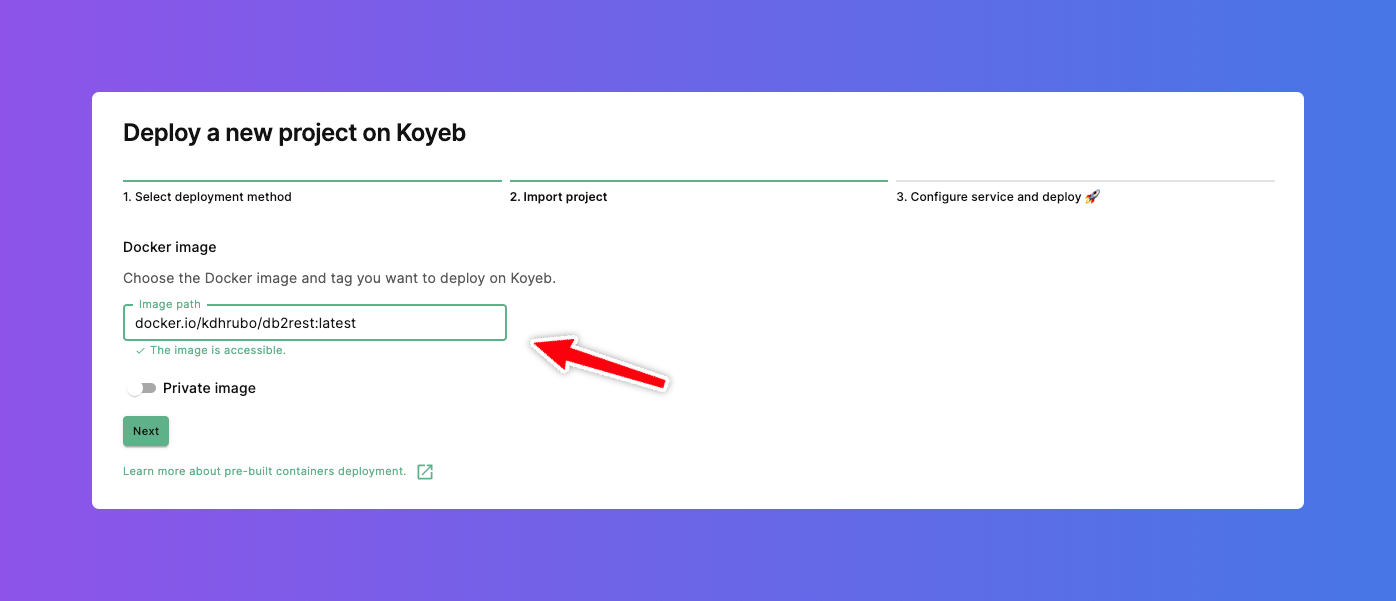 Deploy a new project on Koyeb
1. Select deployment method
2. Import project
3. Configure service and deploy 🚀
Docker image
Choose the Docker image and tag you want to deploy on Koyeb.
Image path
docker.io/kdhrubo/db2rest:latest
✓ The image is accessible.
Private image
Next
Learn more about pre-built containers deployment.